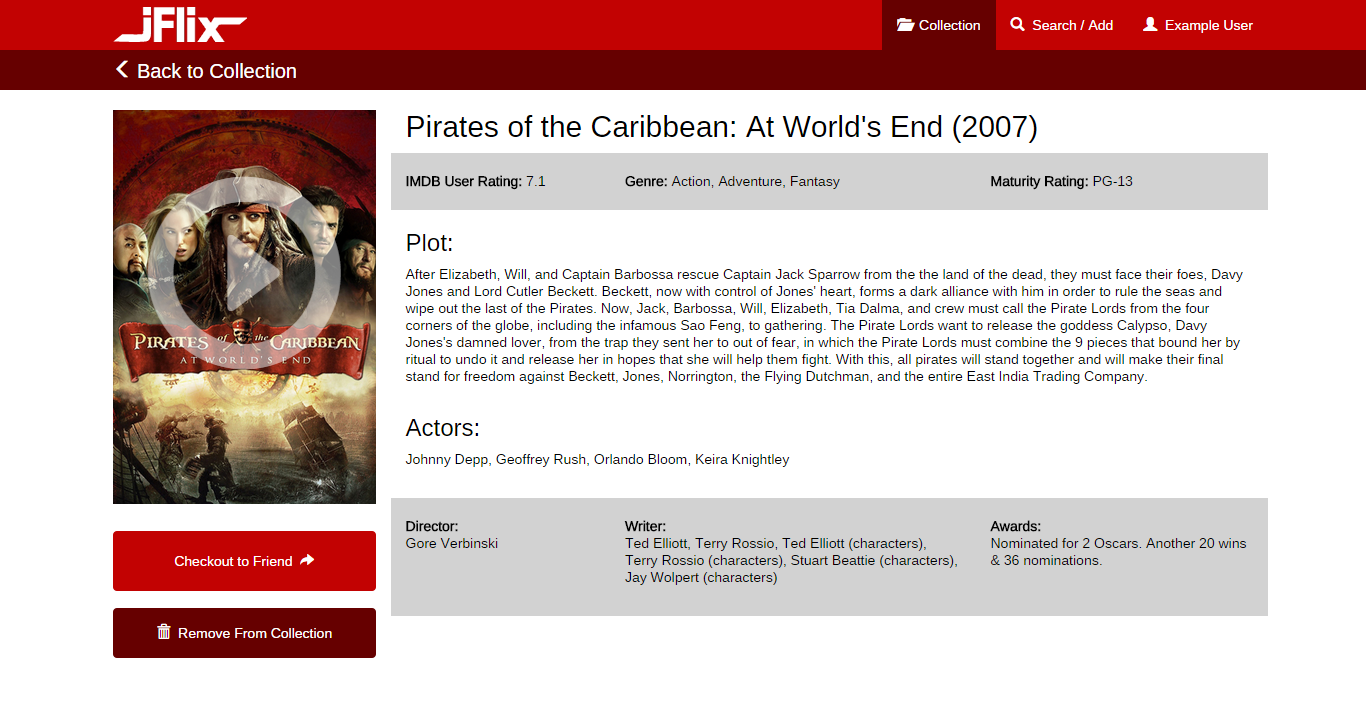 jFlix
Collection
Search / Add
Example User
Back to Collection
PIRATES of the CARIBBEAN
AT WORLD'S END
Pirates of the Caribbean: At World's End (2007)
IMDB User Rating: 7.1
Genre: Action, Adventure, Fantasy
Maturity Rating: PG-13
Plot:
After Elizabeth, Will, and Captain Barbossa rescue Captain Jack Sparrow from the the land of the dead, they must face their foes, Davy
Jones and Lord Cutler Beckett. Beckett, now with control of Jones' heart, forms a dark alliance with him in order to rule the seas and
wipe out the last of the Pirates. Now, Jack, Barbossa, Will, Elizabeth, Tia Dalma, and crew must call the Pirate Lords from the four
corners of the globe, including the infamous Sao Feng, to gathering. The Pirate Lords want to release the goddess Calypso, Davy
Jones's damned lover, from the trap they sent her to out of fear, in which the Pirate Lords must combine the 9 pieces that bound her by
ritual to undo it and release her in hopes that she will help them fight. With this, all pirates will stand together and will make their final
stand for freedom against Beckett, Jones, Norrington, the Flying Dutchman, and the entire East India Trading Company.
Actors:
Johnny Depp, Geoffrey Rush, Orlando Bloom, Keira Knightley
Director:
Gore Verbinski
Writer:
Ted Elliott, Terry Rossio, Ted Elliott (characters),
Terry Rossio (characters), Stuart Beattie (characters),
Jay Wolpert (characters)
Awards:
Nominated for 2 Oscars. Another 20 wins
& 36 nominations.
Checkout to Friend
Remove From Collection